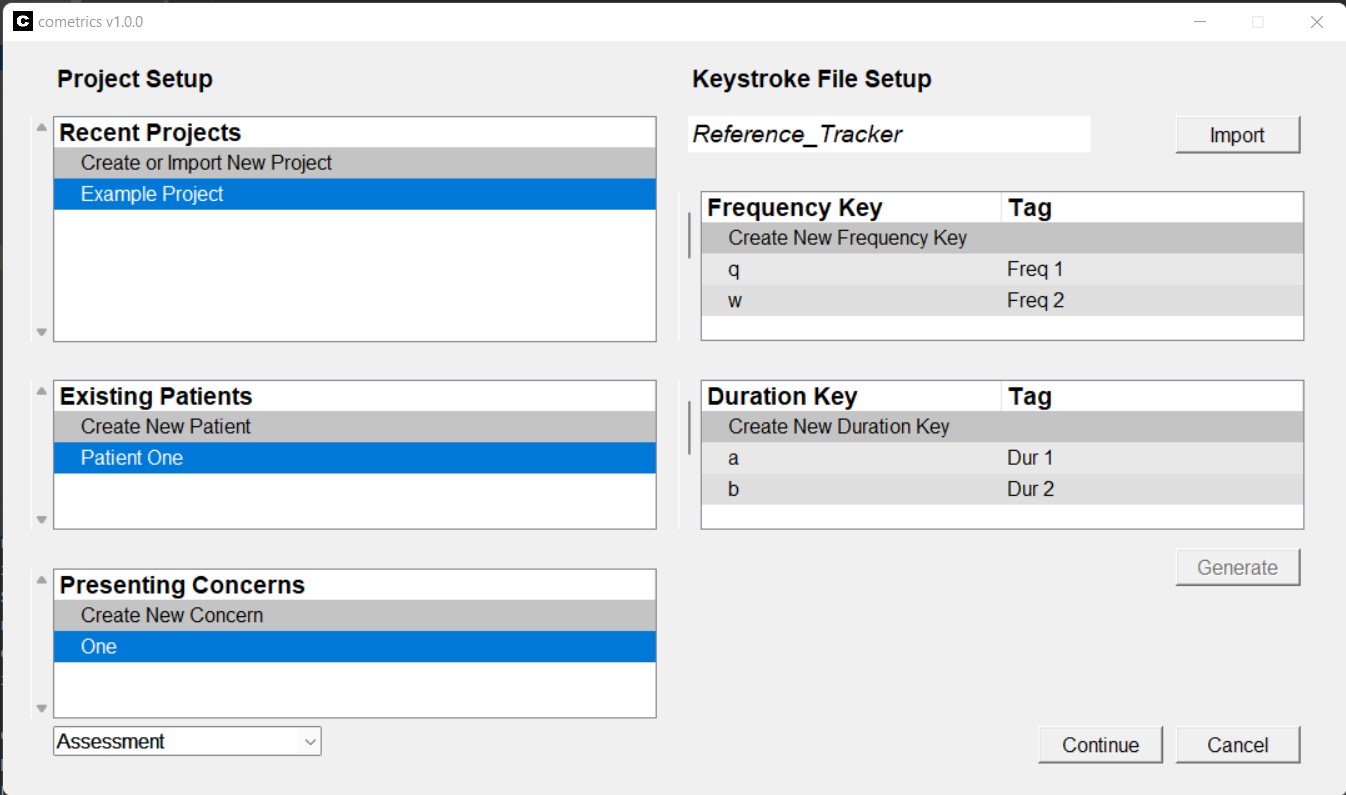 C cometrics v1.0.0
Project Setup
Recent Projects
Create or Import New Project
Example Project
Existing Patients
Create New Patient
Patient One
Presenting Concerns
Create New Concern
One
Assessment
Keystroke File Setup
Reference_Tracker Import
Frequency Key Tag
Create New Frequency Key
q Freq 1
w Freq 2
Duration Key Tag
Create New Duration Key
a Dur 1
b Dur 2
Generate
Continue Cancel